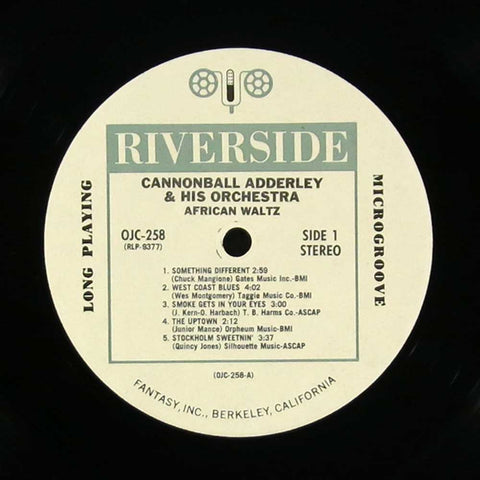 RIVERSIDE
CANNONBALL ADDERLEY
& HIS ORCHESTRA
AFRICAN WALTZ
LONG PLAYING
MICROGROOVE
OJC-258
(RLP-9377)
SIDE 1
STEREO
1. SOMETHING DIFFERENT 2:59
(Chuck Mangione) Gates Music Inc.-BMI
2. WEST COAST BLUES 4:02
(Wes Montgomery) Taggie Music Co.-BMI
3. SMOKE GETS IN YOUR EYES 3:00
(J. Kern-O. Harbach) T. B. Harms Co.-ASCAP
4. THE UPTOWN 2:12
(Junior Mance) Orpheum Music-BMI
5. STOCKHOLM SWEETNIN' 3:37
(Quincy Jones) Silhouette Music-ASCAP
(OJC-258-A)
FANTASY, INC., BERKELEY, CALIFORNIA